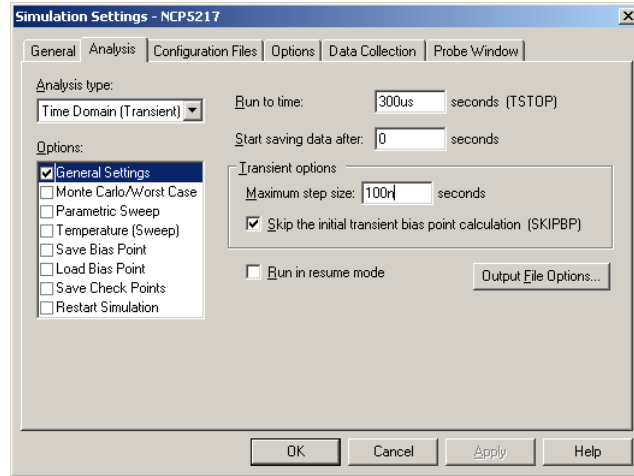 Simulation Settings - NCP5217
General Analysis Configuration Files Options Data Collection Probe Window
Analysis type:
Time Domain (Transient)
Options:
General Settings
Monte Carlo/Worst Case
Parametric Sweep
Temperature (Sweep)
Save Bias Point
Load Bias Point
Save Check Points
Restart Simulation
Run to time: 300us seconds (TSTOP)
Start saving data after: 0 seconds
Transient options
Maximum step size: 100n seconds
Skip the initial transient bias point calculation (SKIPBP)
Run in resume mode
Output File Options...
OK Cancel Apply Help